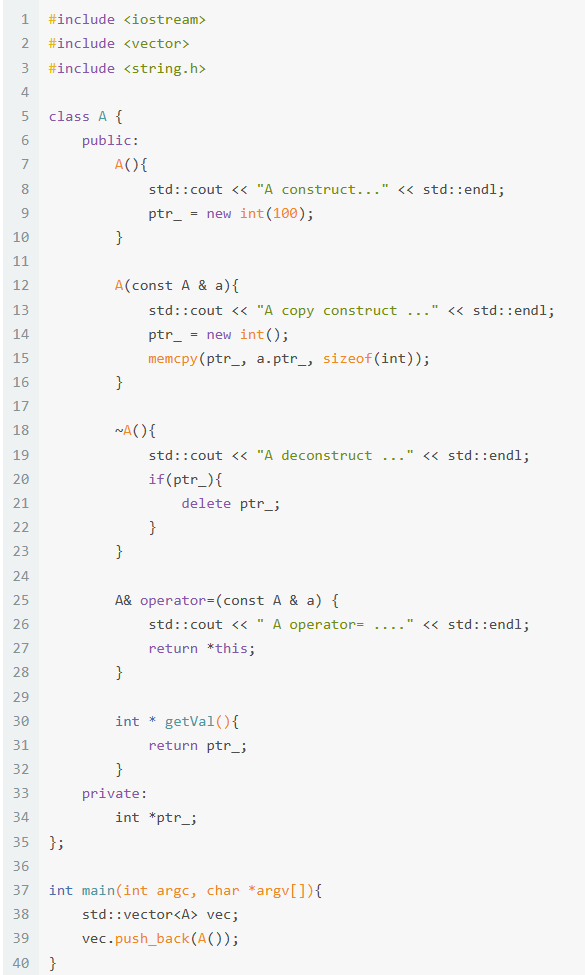 1 #include <iostream>
2 #include <vector>
3 #include <string.h>
4
5 class A {
6     public:
7         A(){
8             std::cout << "A construct..." << std::endl;
9             ptr_ = new int(100);
10         }
11
12         A(const A & a){
13             std::cout << "A copy construct ..." << std::endl;
14             ptr_ = new int();
15             memcpy(ptr_, a.ptr_, sizeof(int));
16         }
17
18         ~A(){
19             std::cout << "A deconstruct ..." << std::endl;
20             if(ptr_){
21                 delete ptr_;
22             }
23         }
24
25         A& operator=(const A & a) {
26             std::cout << " A operator= ...." << std::endl;
27             return *this;
28         }
29
30         int * getVal(){
31             return ptr_;
32         }
33     private:
34         int *ptr_;
35 };
36
37 int main(int argc, char *argv[]){
38     std::vector<A> vec;
39     vec.push_back(A());
40 }